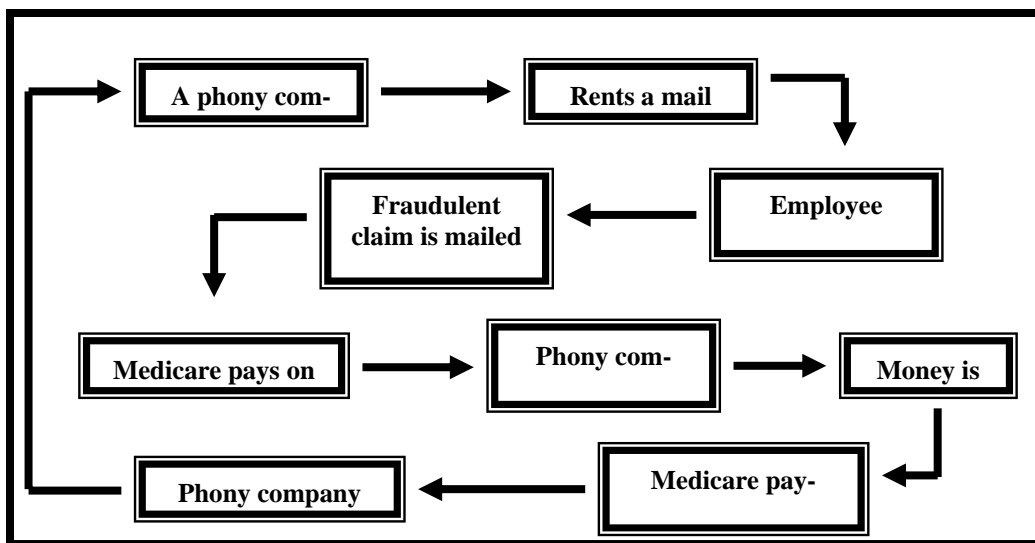 A phony com-
Rents a mail
Employee
Fraudulent
claim is mailed
Medicare pays on
Phony com-
Money is
Medicare pay-
Phony company